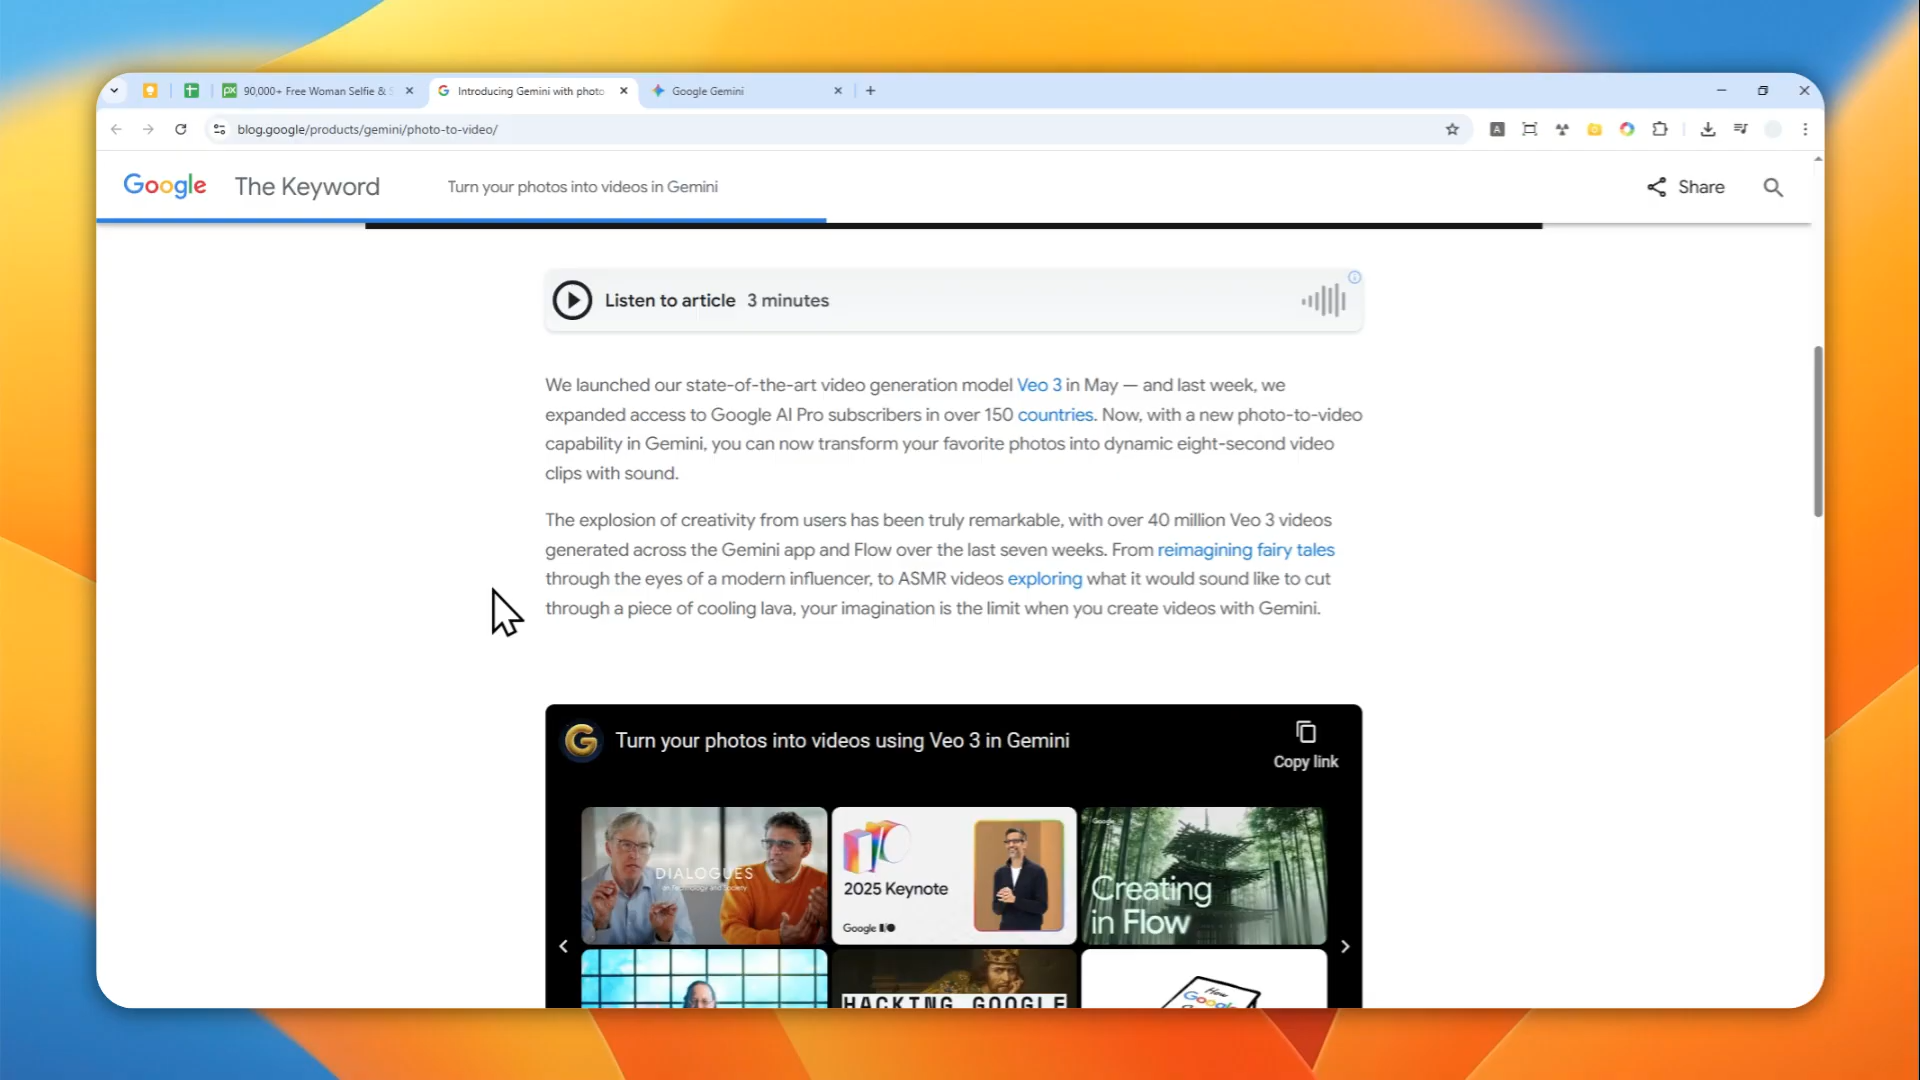 90,000+ Free Woman Selfie & S
Introducing Gemini with photo
Google Gemini
blog.google/products/gemini/photo-to-video/
Google The Keyword
Turn your photos into videos in Gemini
Share
Listen to article 3 minutes
We launched our state-of-the-art video generation model Veo 3 in May — and last week, we
expanded access to Google AI Pro subscribers in over 150 countries. Now, with a new photo-to-video
capability in Gemini, you can now transform your favorite photos into dynamic eight-second video
clips with sound.
The explosion of creativity from users has been truly remarkable, with over 40 million Veo 3 videos
generated across the Gemini app and Flow over the last seven weeks. From reimagining fairy tales
through the eyes of a modern influencer, to ASMR videos exploring what it would sound like to cut
through a piece of cooling lava, your imagination is the limit when you create videos with Gemini.
Turn your photos into videos using Veo 3 in Gemini
Copy link
DIALOGUES
on Technology and Society
2025 Keynote
Google I/O
Google
Creating
in Flow
HACKING GOOGLE
How
Google